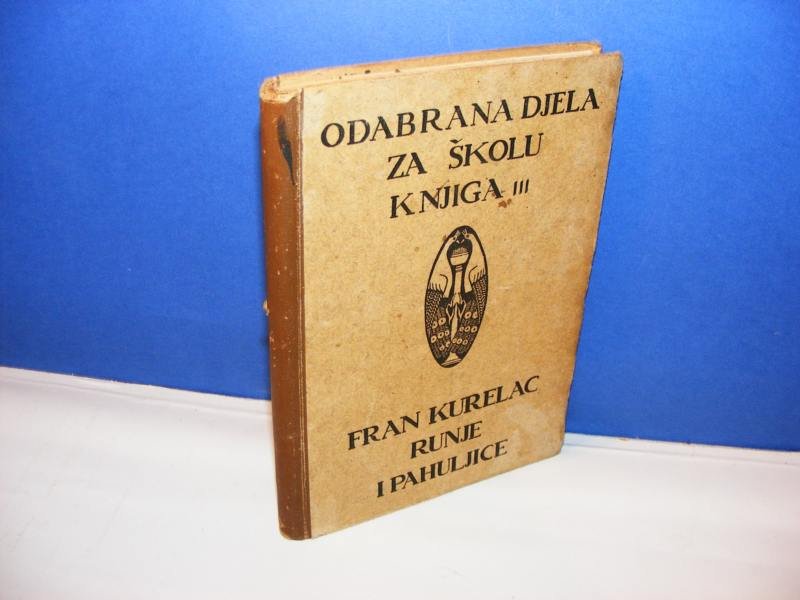 ODABRANA DJELA
ZA ŠKOLU
KNJIGA III
FRAN KURELAC
RUNJE
I PAHULJICE